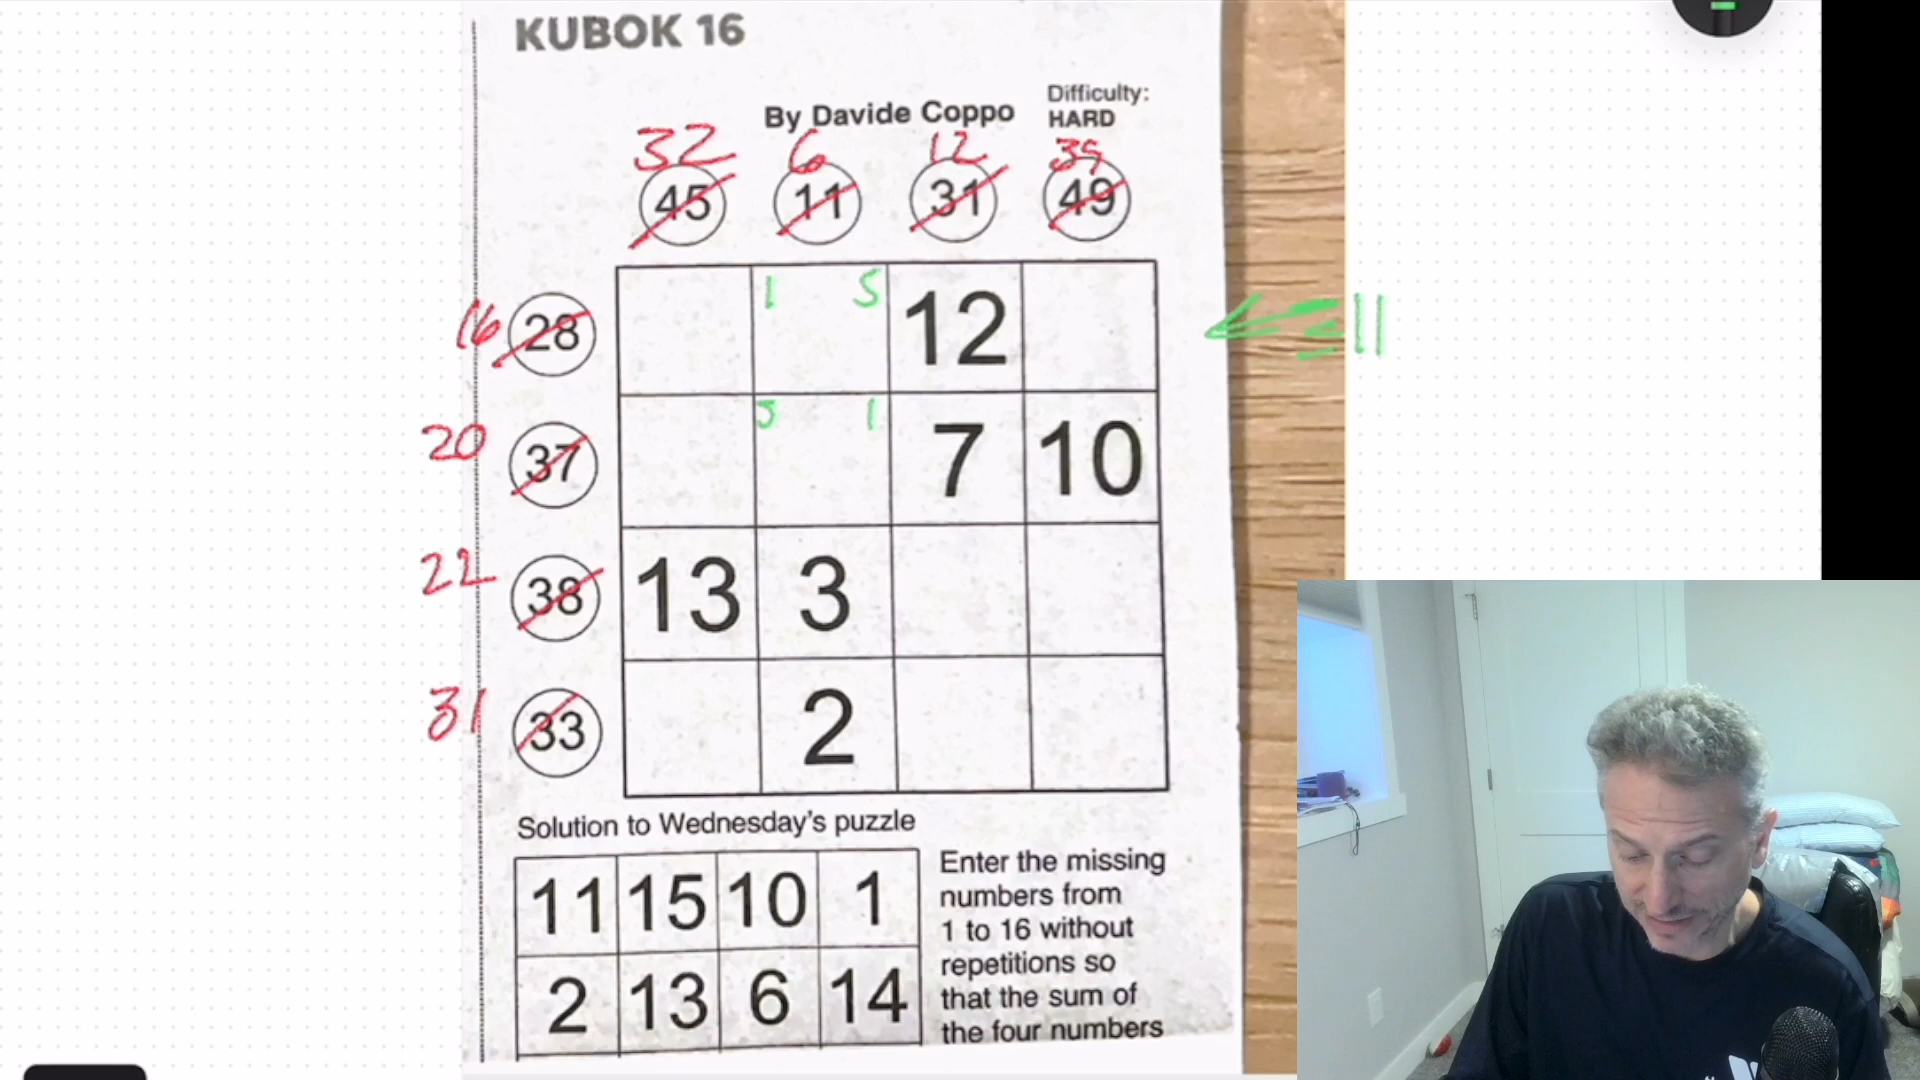 KUBOK 16
By Davide Coppo
Difficulty:
HARD
32 6 12 39
45 11 31 49
16 28 1 5 12 11
20 37 5 1 7 10
22 38 13 3
31 33 2
Solution to Wednesday's puzzle
11 15 10 1
2 13 6 14
Enter the missing
numbers from
1 to 16 without
repetitions so
that the sum of
the four numbers